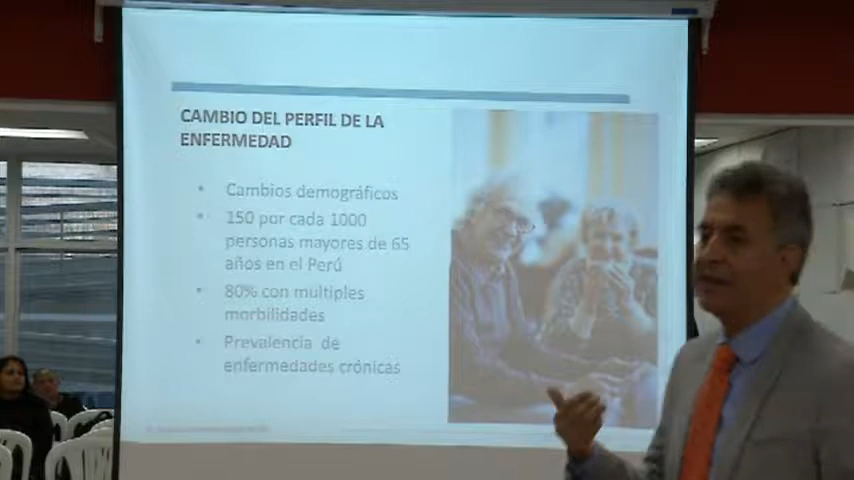 CAMBIO DEL PERFIL DE LA
ENFERMEDAD
• Cambios demográficos
• 150 por cada 1000
personas mayores de 65
años en el Perú
• 80% con multiples
morbilidades
• Prevalencia de
enfermedades crónicas